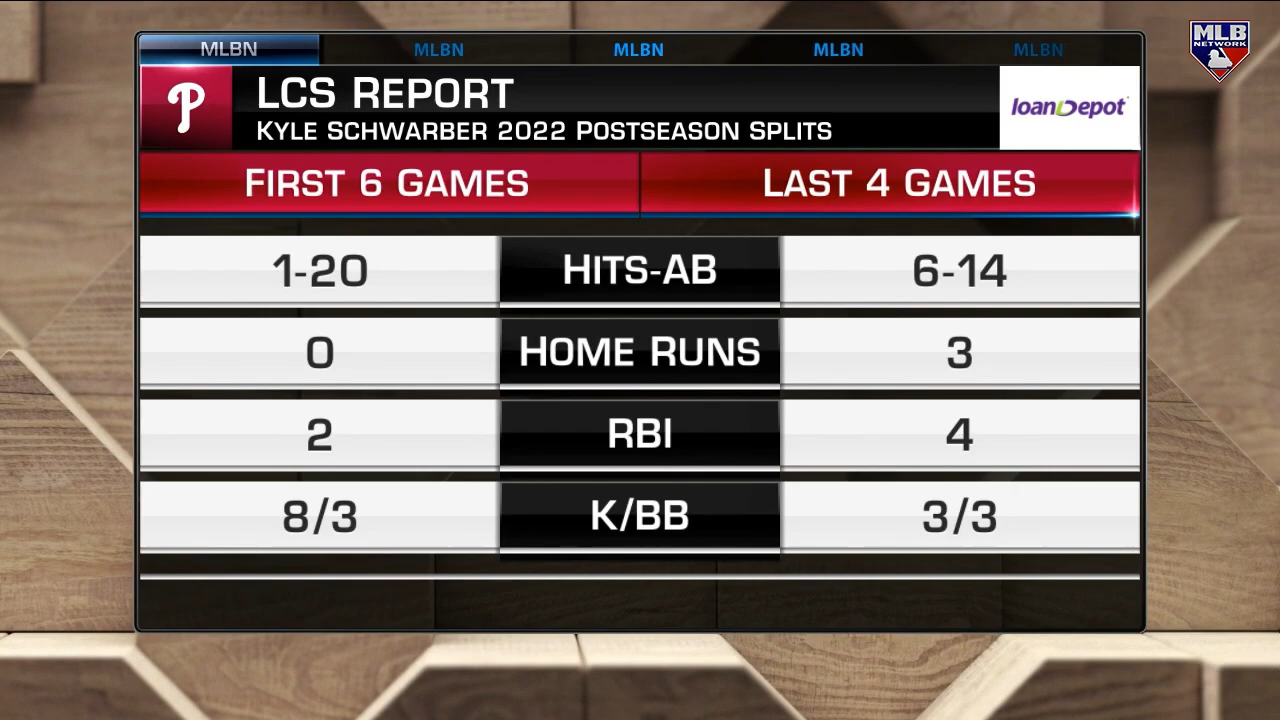 MLBN MLBN MLBN MLBN MLBN
MLB
NETWORK
P
LCS REPORT
loanDepot
KYLE SCHWARBER 2022 POSTSEASON SPLITS
FIRST 6 GAMES LAST 4 GAMES
1-20 HITS-AB 6-14
0 HOME RUNS 3
2 RBI 4
8/3 K/BB 3/3